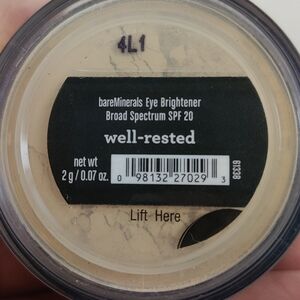 4L1
bareMinerals Eye Brightener
Broad Spectrum SPF 20
well-rested
net wt
2 g / 0.07 oz.
0 98132 27029 3
61338
Lift Here